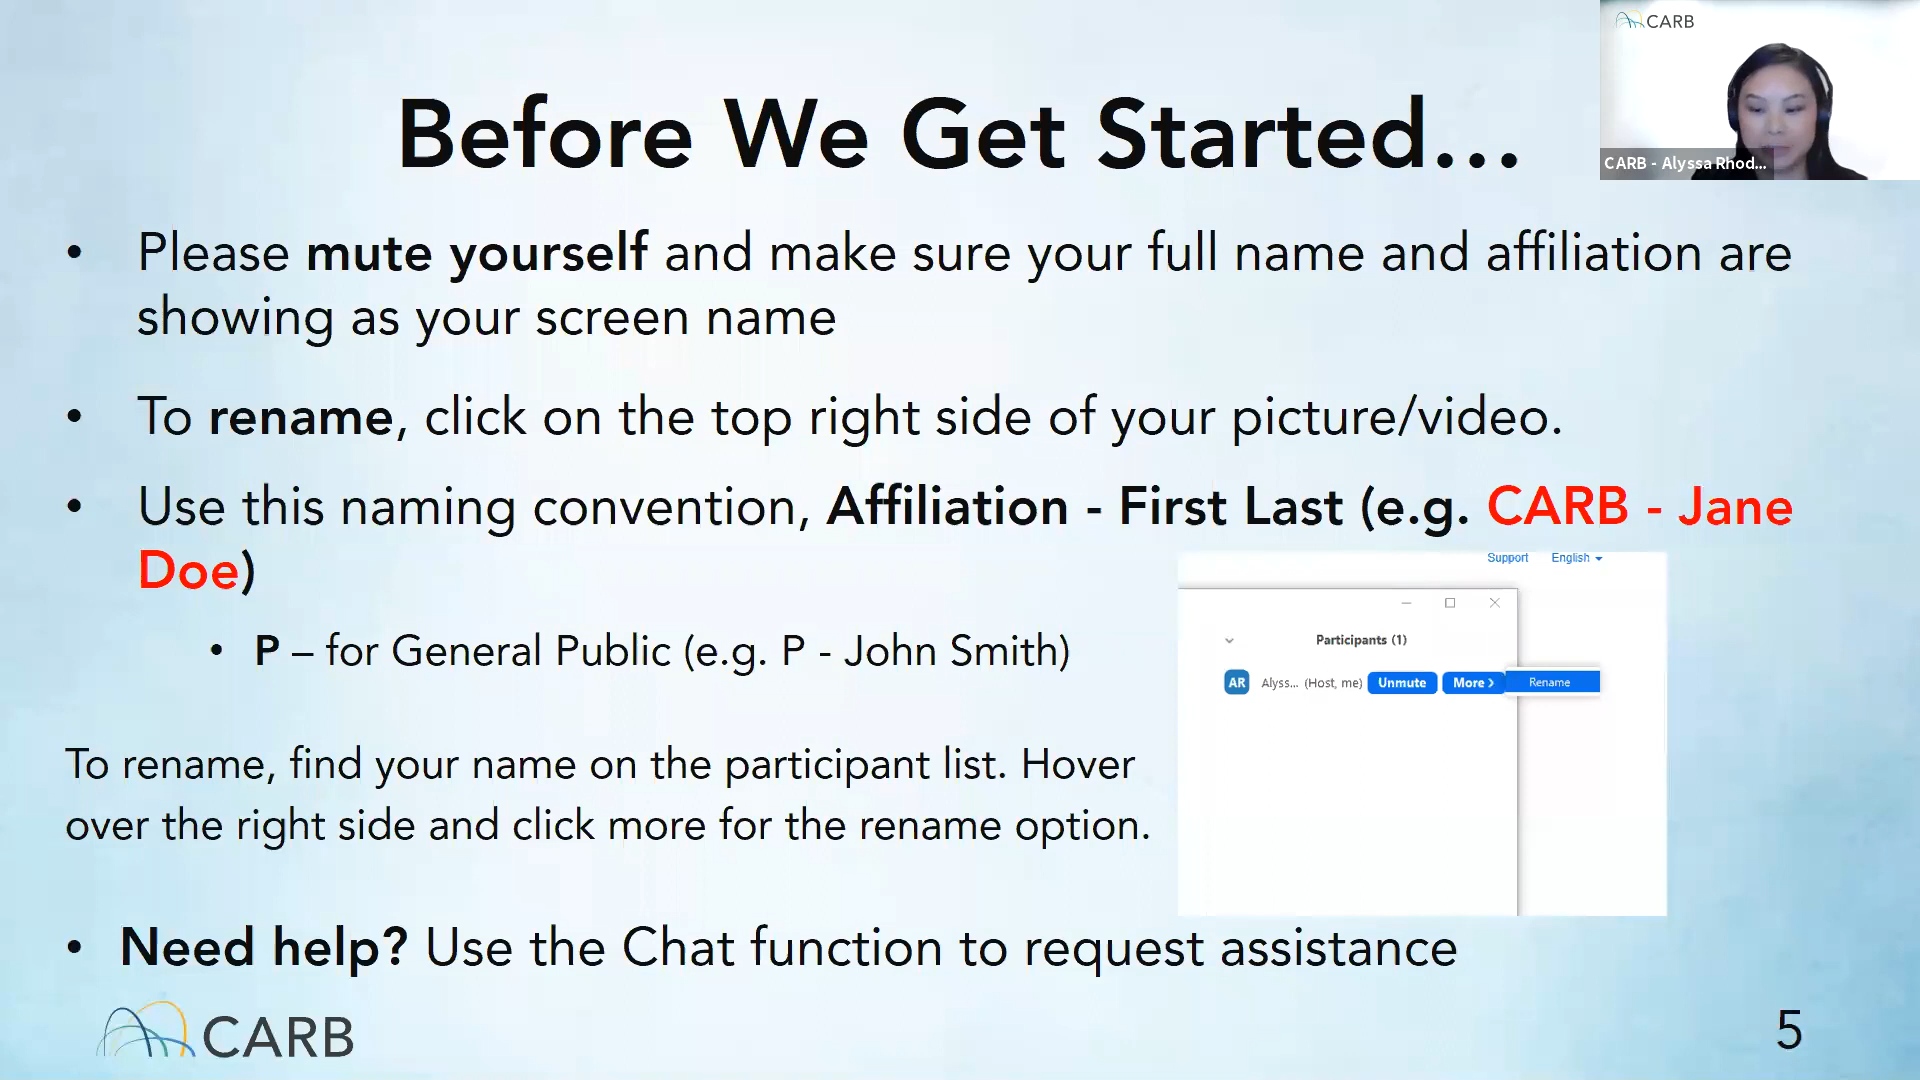 CARB
Before We Get Started...
CARB - Alyssa Rhod...
• Please mute yourself and make sure your full name and affiliation are
showing as your screen name
• To rename, click on the top right side of your picture/video.
• Use this naming convention, Affiliation - First Last (e.g. CARB - Jane
Doe)
• P – for General Public (e.g. P - John Smith)
Support English
Participants (1)
AR Alyss... (Host, me) Unmute More > Rename
To rename, find your name on the participant list. Hover
over the right side and click more for the rename option.
• Need help? Use the Chat function to request assistance
CARB
5